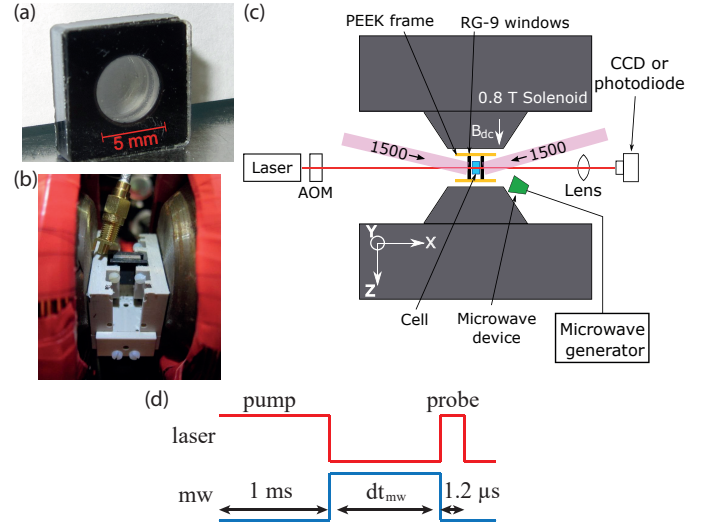 (a)
5 mm
(b)
(c)
PEEK frame
RG-9 windows
CCD or
photodiode
0.8 T Solenoid
B_dc
1500
1500
Laser
AOM
Lens
Y
X
Z
Cell
Microwave
device
Microwave
generator
(d)
pump
probe
laser
mw
1 ms
dt_mw
1.2 µs